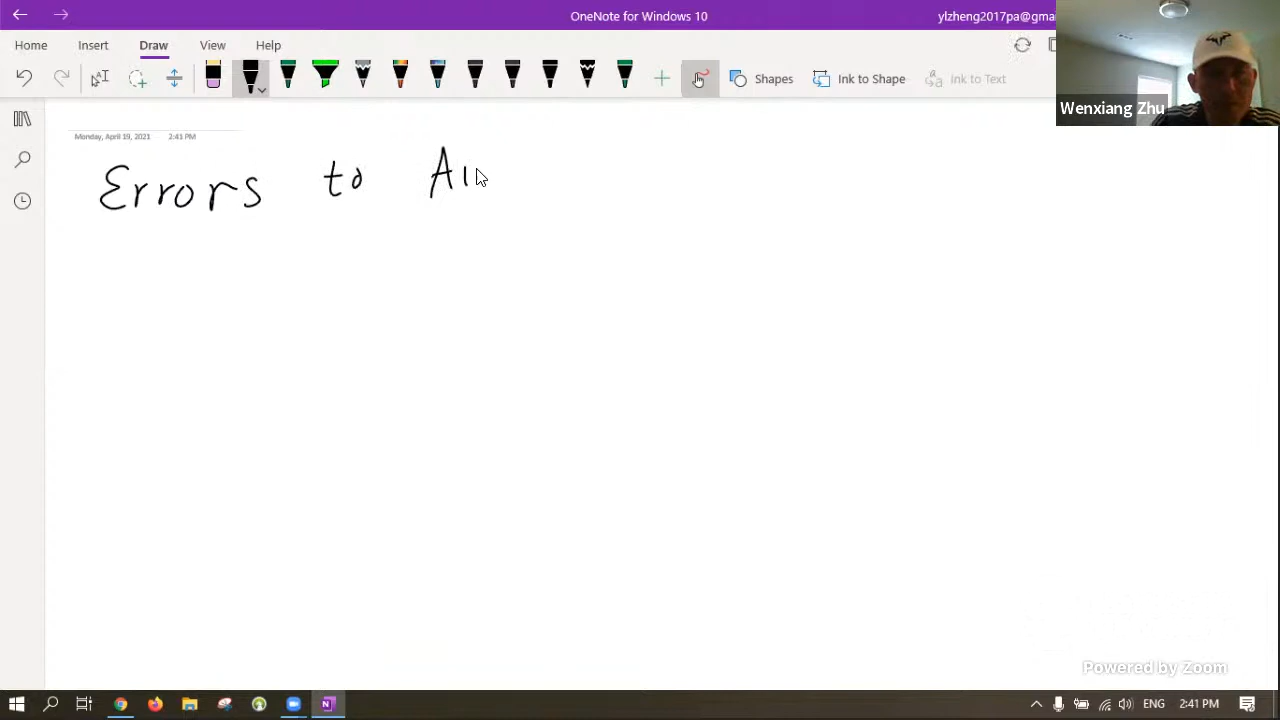 OneNote for Windows 10
ylzheng2017pa@gma
Home Insert Draw View Help
Shapes Ink to Shape Ink to Text
Wenxiang Zhu
Monday, April 19, 2021 2:41 PM
Errors to
Powered by Zoom
ENG 2:41 PM